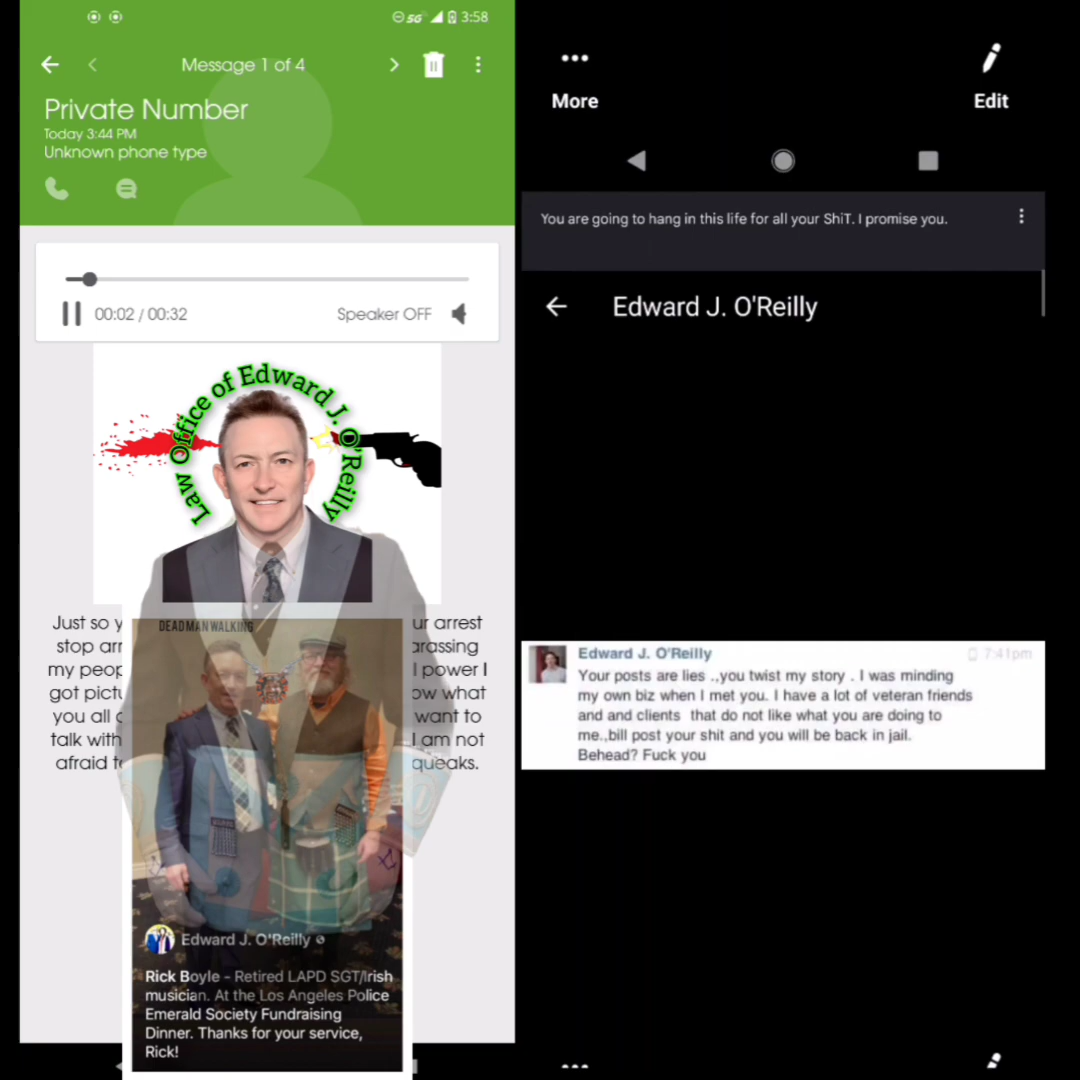 3:58
5G
Message 1 of 4
Private Number
Today 3:44 PM
Unknown phone type
00:02 / 00:32
Speaker OFF
Law Office of Edward J. O'Reilly
Just so y ur arrest
stop arr arassing
my peop l power I
got pictu ow what
you all want to
talk with I am not
afraid t queaks.
DEAD MAN WALKING
Edward J. O'Reilly
Rick Boyle - Retired LAPD SGT/Irish
musician. At the Los Angeles Police
Emerald Society Fundraising
Dinner. Thanks for your service,
Rick!
More
Edit
You are going to hang in this life for all your ShiT. I promise you.
Edward J. O'Reilly
Edward J. O'Reilly
7:41pm
Your posts are lies .,you twist my story . I was minding
my own biz when I met you. I have a lot of veteran friends
and and clients that do not like what you are doing to
me.,bill post your shit and you will be back in jail.
Behead? Fuck you